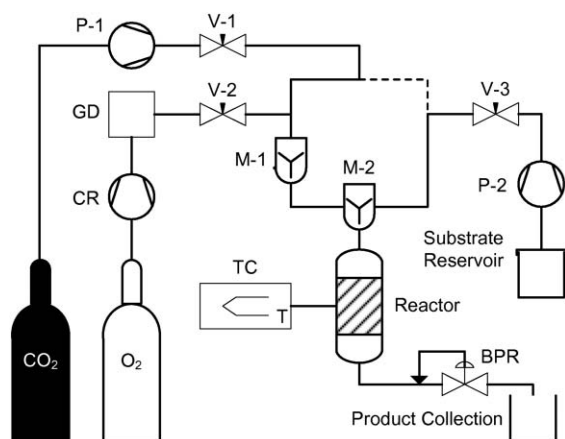 P-1
V-1
GD
V-2
V-3
M-1
M-2
P-2
CR
Substrate
Reservoir
TC
T
Reactor
CO₂
O₂
BPR
Product Collection